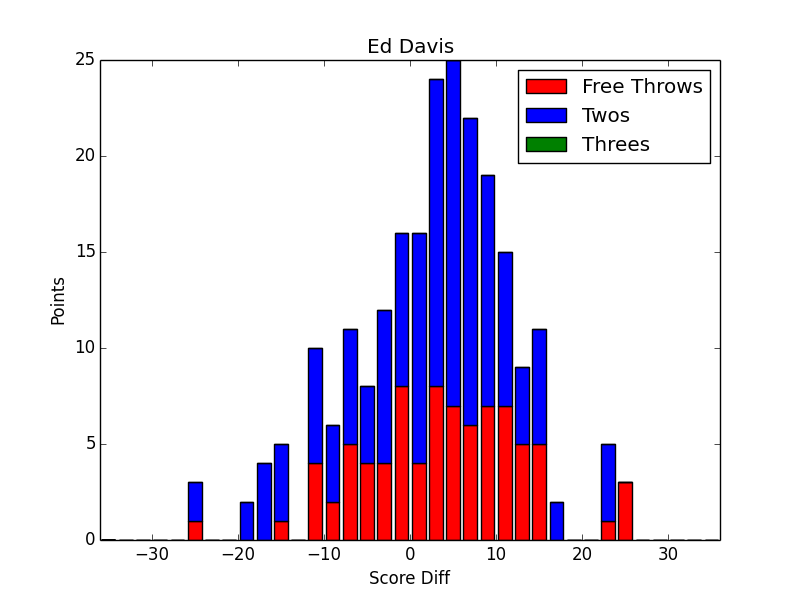 Ed Davis
Free Throws
Twos
Threes
25
20
15
10
5
0
Points
−30
−20
−10
0
10
20
30
Score Diff